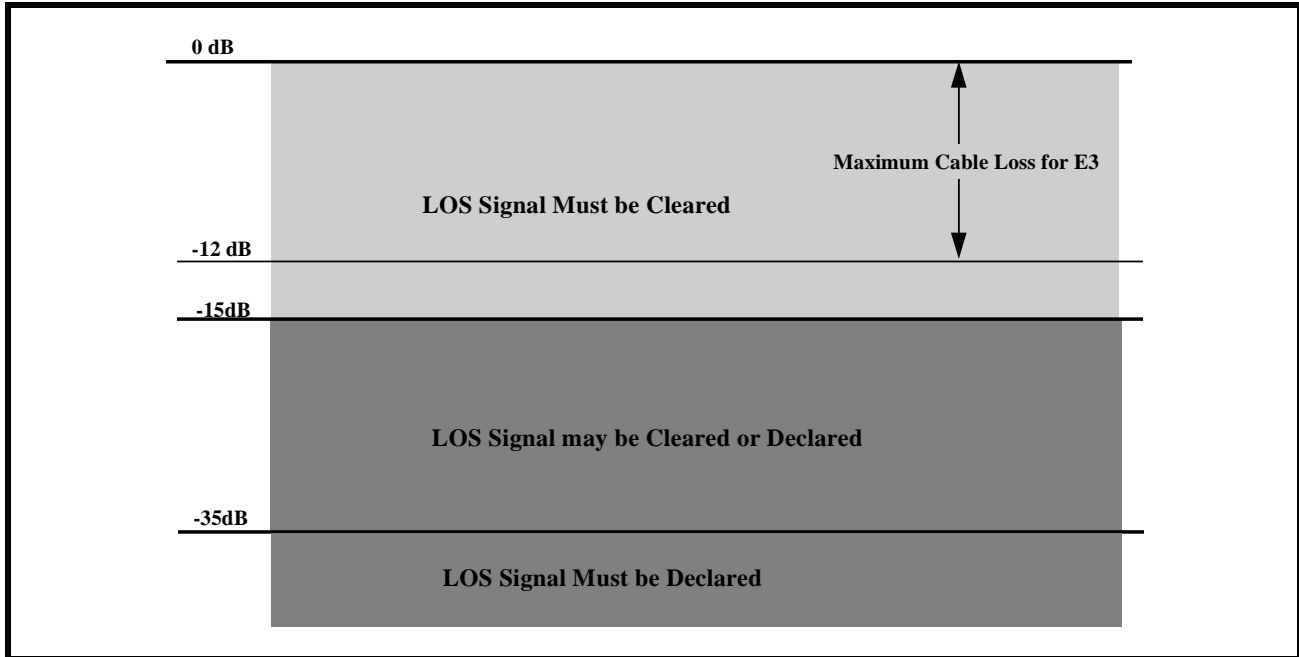 0 dB
Maximum Cable Loss for E3
LOS Signal Must be Cleared
-12 dB
-15dB
LOS Signal may be Cleared or Declared
-35dB
LOS Signal Must be Declared